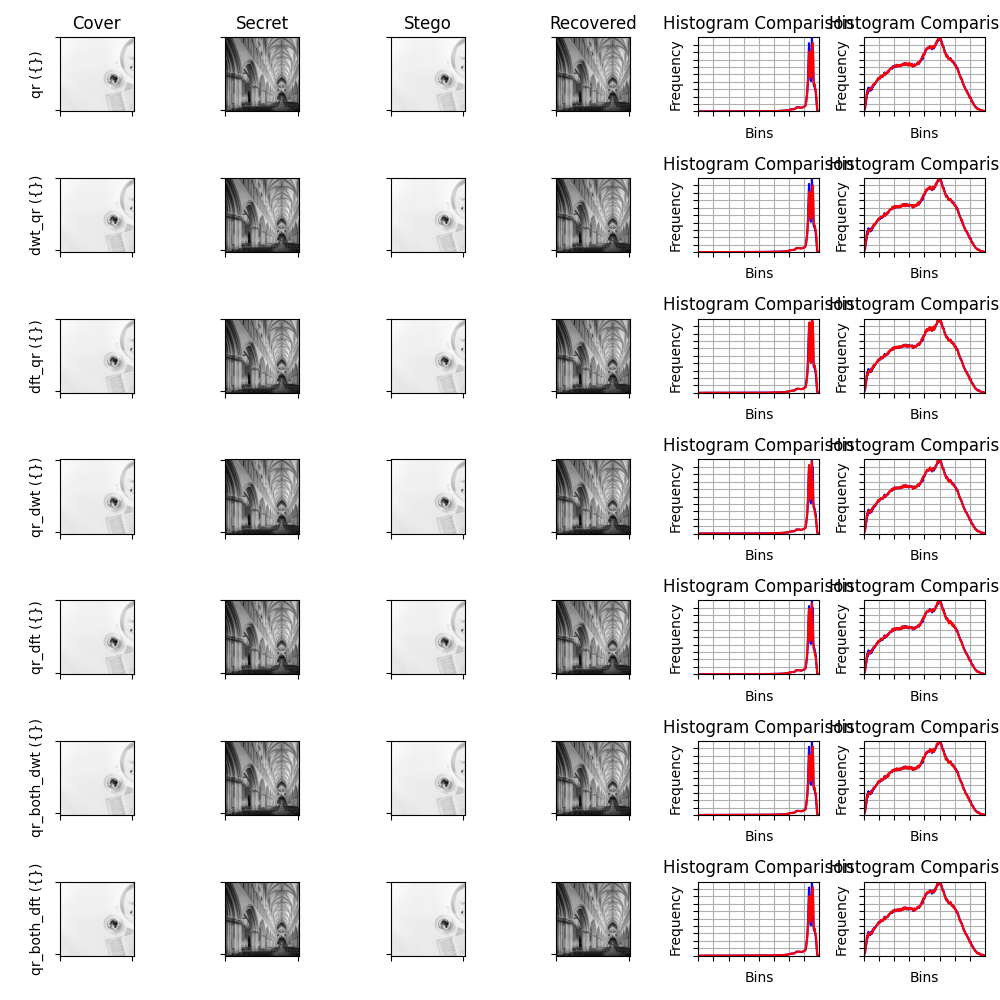 Cover Secret Stego Recovered Histogram Comparison Histogram Comparis
qr ({})
Frequency Frequency
Bins Bins
Histogram Comparison Histogram Comparis
dwt_qr ({})
Frequency Frequency
Bins Bins
Histogram Comparison Histogram Comparis
dft_qr ({})
Frequency Frequency
Bins Bins
Histogram Comparison Histogram Comparis
qr_dwt ({})
Frequency Frequency
Bins Bins
Histogram Comparison Histogram Comparis
qr_dft ({})
Frequency Frequency
Bins Bins
Histogram Comparison Histogram Comparis
qr_both_dwt ({})
Frequency Frequency
Bins Bins
Histogram Comparison Histogram Comparis
qr_both_dft ({})
Frequency Frequency
Bins Bins